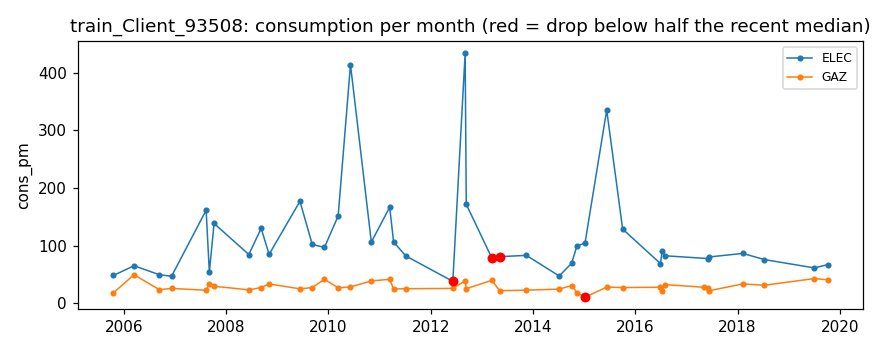 train_Client_93508: consumption per month (red = drop below half the recent median)
ELEC
GAZ
cons_pm
400
300
200
100
0
2006 2008 2010 2012 2014 2016 2018 2020